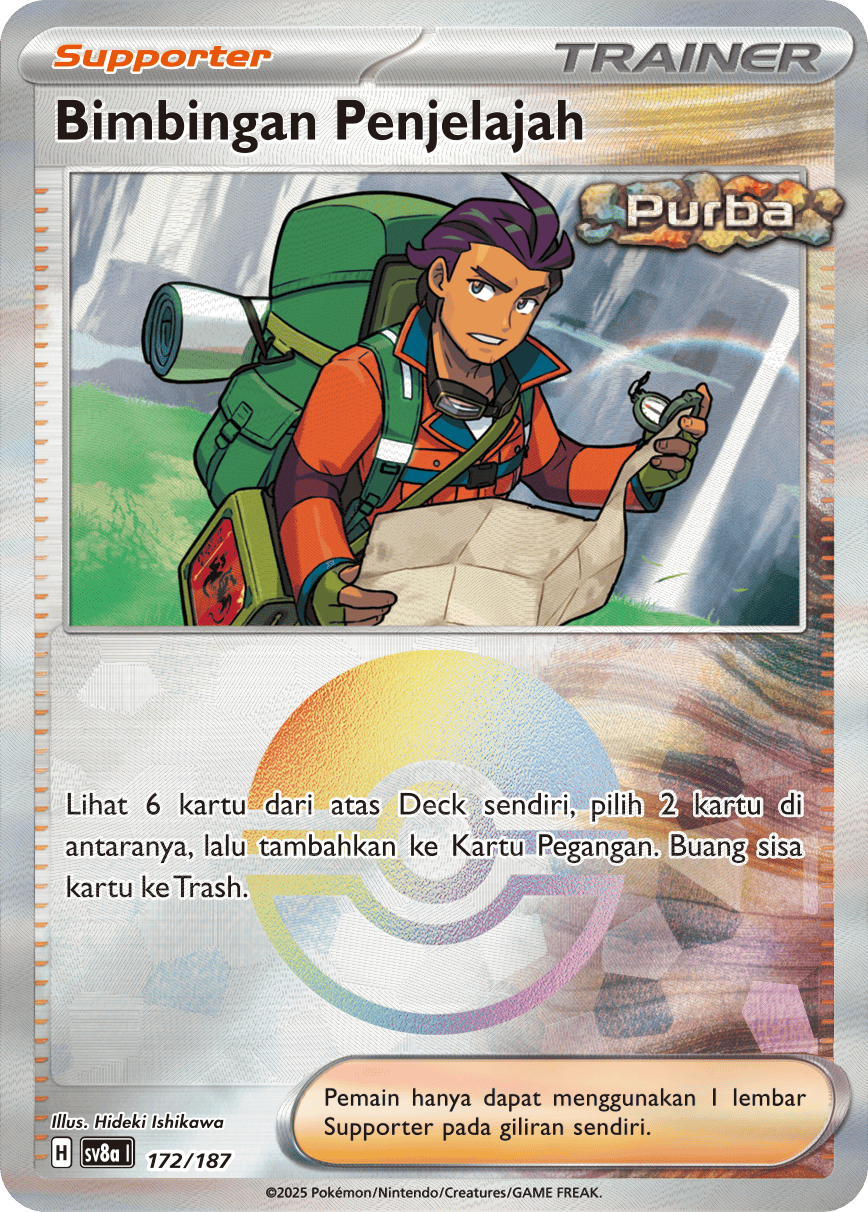 Supporter
TRAINER
Bimbingan Penjelajah
Purba
Lihat 6 kartu dari atas Deck sendiri, pilih 2 kartu di
antaranya, lalu tambahkan ke Kartu Pegangan. Buang sisa
kartu ke Trash.
Pemain hanya dapat menggunakan 1 lembar
Supporter pada giliran sendiri.
Illus. Hideki Ishikawa
H sv8a I 172/187
©2025 Pokémon/Nintendo/Creatures/GAME FREAK.